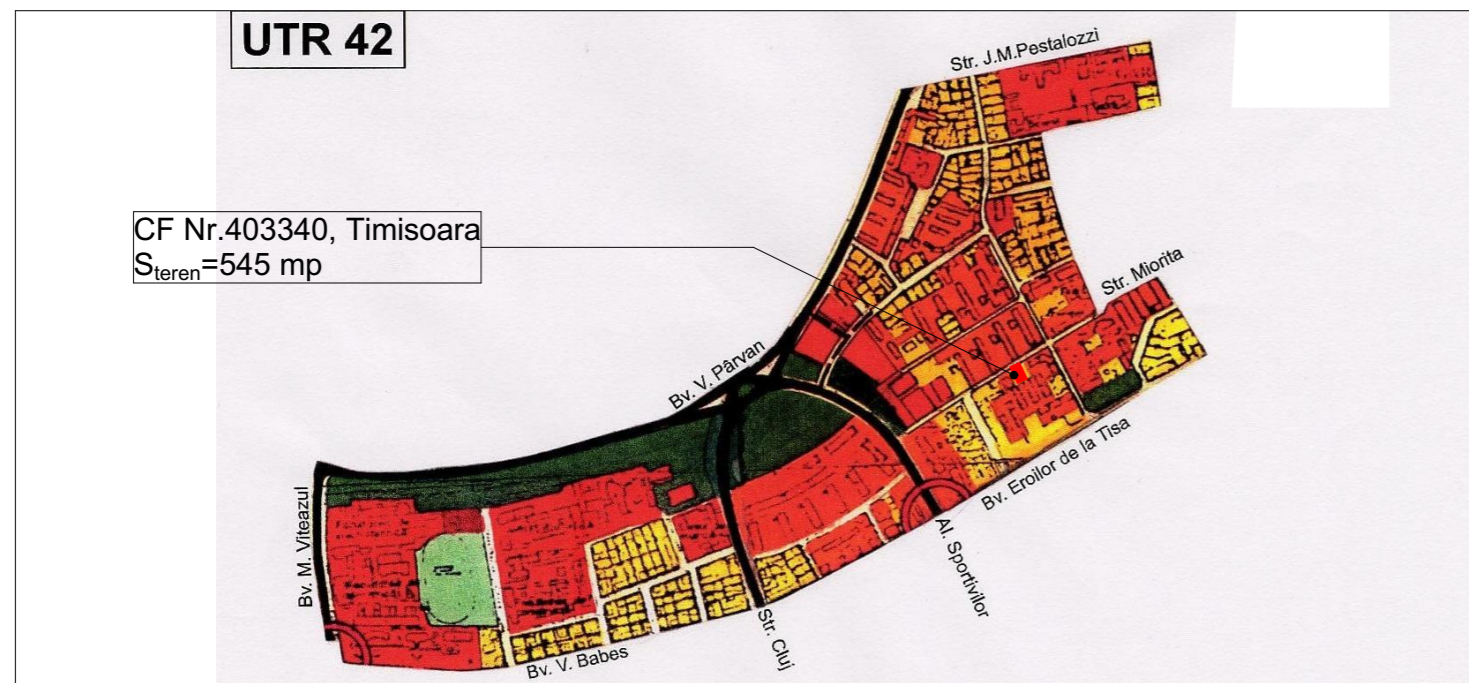 UTR 42
Str. J.M.Pestalozzi
CF Nr.403340, Timisoara
Steren=545 mp
Str. Miorita
Bv. V. Pârvan
Bv. Eroilor de la Tisa
Bv. M. Viteazul
Al. Sportivilor
Str. Cluj
Bv. V. Babes